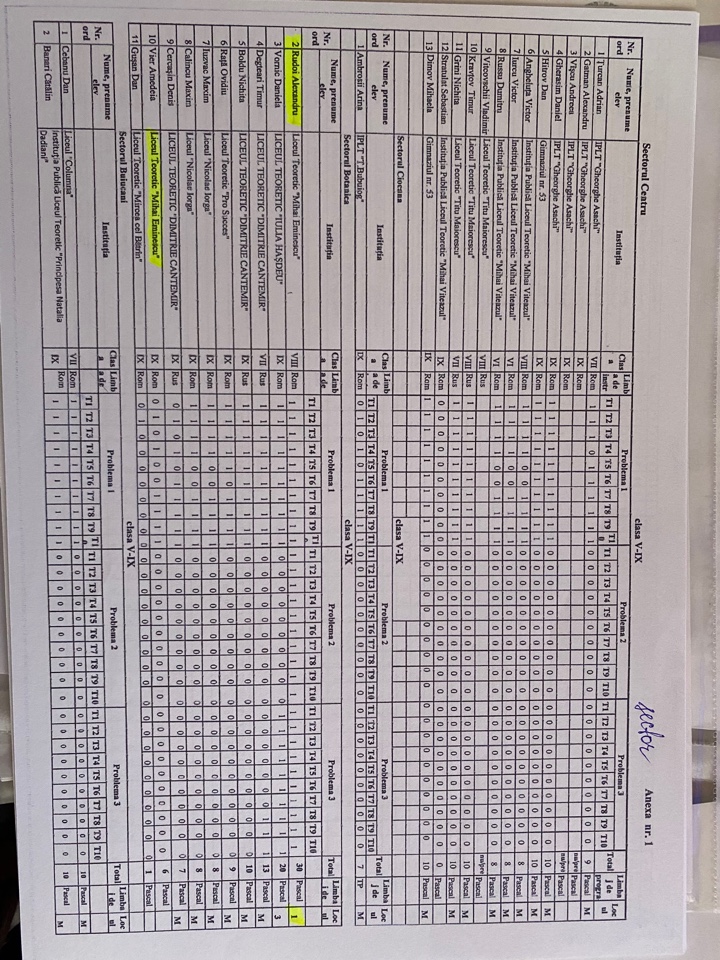 sector
Anexa nr. 1
Sectorul Centru clasa V-IX
Nr. ord Nume, prenume elev Instituția Clas a Limb a de instr Problema 1 Problema 2 Problema 3 Total Limba j de progra Loc ul
T1 T2 T3 T4 T5 T6 T7 T8 T9 T1 0 T1 T2 T3 T4 T5 T6 T7 T8 T9 T10 T1 T2 T3 T4 T5 T6 T7 T8 T9 T10
1 Țurcan Adrian IPLT "Gheorghe Asachi" VII Rom 1 1 1 0 1 1 1 1 1 1 0 0 0 0 0 0 0 0 0 0 0 0 0 0 0 0 0 0 0 0 9 Pascal M
2 Gatman Alexandru IPLT "Gheorghe Asachi" IX Rom nu/pre Pascal
3 Vîșcu Andreea IPLT "Gheorghe Asachi" IX Rom nu/pre Pascal
4 Gherasim Daniel IPLT "Gheorghe Asachi" IX Rom 1 1 1 1 1 1 1 1 1 1 0 0 0 0 0 0 0 0 0 0 0 0 0 0 0 0 0 0 0 0 10 Pascal M
5 Hitrov Dan Gimnaziul nr. 53 IX Rom 1 1 1 1 1 1 1 1 1 1 0 0 0 0 0 0 0 0 0 0 0 0 0 0 0 0 0 0 0 0 10 Pascal M
6 Angheluța Victor Instituția Publică Liceul Teoretic "Mihai Viteazul" VIII Rom 1 1 1 1 0 0 1 1 1 1 0 0 0 0 0 0 0 0 0 0 0 0 0 0 0 0 0 0 0 0 8 Pascal M
7 Iurcu Victor Instituția Publică Liceul Teoretic "Mihai Viteazul" VI Rom 1 1 1 1 0 0 1 1 1 1 0 0 0 0 0 0 0 0 0 0 0 0 0 0 0 0 0 0 0 0 8 Pascal M
8 Russu Dumitru Instituția Publică Liceul Teoretic "Mihai Viteazul" VI Rom 1 1 1 1 0 0 1 1 1 1 0 0 0 0 0 0 0 0 0 0 0 0 0 0 0 0 0 0 0 0 8 Pascal M
9 Vitcovschii Vladimir Liceul Teoretic "Titu Maiorescu" VIII Rus nu/pre Pascal
10 Kravțov Timur Liceul Teoretic "Titu Maiorescu" VIII Rus 1 1 1 1 1 1 1 1 1 1 0 0 0 0 0 0 0 0 0 0 0 0 0 0 0 0 0 0 0 0 10 Pascal M
11 Grini Nichita Liceul Teoretic "Titu Maiorescu" VII Rus 1 1 1 1 1 1 1 1 1 1 0 0 0 0 0 0 0 0 0 0 0 0 0 0 0 0 0 0 0 0 10 Pascal M
12 Stratulat Sebastian Instituția Publică Liceul Teoretic "Mihai Viteazul" IX Rom 0 0 0 0 0 0 0 0 0 0 0 0 0 0 0 0 0 0 0 0 0 0 0 0 0 0 0 0 0 0 0 Pascal
13 Dimov Mihaela Gimnaziul nr. 53 IX Rom 1 1 1 1 1 1 1 1 1 1 0 0 0 0 0 0 0 0 0 0 0 0 0 0 0 0 0 0 0 0 10 Pascal M
Sectorul Ciocana clasa V-IX
Nr. ord Nume, prenume elev Instituția Clas a Limb a de Problema 1 Problema 2 Problema 3 Total Limba j de Loc ul
T1 T2 T3 T4 T5 T6 T7 T8 T9 T1 T1 T2 T3 T4 T5 T6 T7 T8 T9 T10 T1 T2 T3 T4 T5 T6 T7 T8 T9 T10
1 Ambrosii Arina IPLT "T.Bubuiog" IX Rom 0 1 0 1 0 1 1 1 1 1 0 0 0 0 0 0 0 0 0 0 0 0 0 0 0 0 0 0 0 0 7 TP M
Sectorul Botanica clasa V-IX
Nr. ord Nume, prenume elev Instituția Clas a Limb a de Problema 1 Problema 2 Problema 3 Total Limba j de Loc ul
T1 T2 T3 T4 T5 T6 T7 T8 T9 T1 T1 T2 T3 T4 T5 T6 T7 T8 T9 T10 T1 T2 T3 T4 T5 T6 T7 T8 T9 T10
2 Rudoi Alexandru Liceul Teoretic "Mihai Eminescu" VIII Rom 1 1 1 1 1 1 1 1 1 1 1 1 1 1 1 1 1 1 1 1 1 1 1 1 1 1 1 1 1 1 30 Pascal 1
3 Vornic Daniela LICEUL TEORETIC "IULIA HAȘDEU" IX Rom 20 Pascal 3
4 Degteari Timur LICEUL TEORETIC "DIMITRIE CANTEMIR" VII Rus 13 Pascal M
5 Boldu Nichita LICEUL TEORETIC "DIMITRIE CANTEMIR" IX Rus 1 1 1 1 1 1 1 1 1 1 0 0 0 0 0 0 0 0 0 0 0 0 0 0 0 0 0 0 0 0 10 Pascal M
6 Rață Ovidiu Liceul Teoretic "Pro Succes" IX Rom 1 1 1 1 1 0 1 1 1 1 0 0 0 0 0 0 0 0 0 0 0 0 0 0 0 0 0 0 0 0 9 Pascal M
7 Iuzvac Maxim Liceul "Nicolae Iorga" IX Rom 1 1 1 1 0 0 1 1 1 1 0 0 0 0 0 0 0 0 0 0 0 0 0 0 0 0 0 0 0 0 8 Pascal M
8 Calincu Maxim Liceul "Nicolae Iorga" IX Rom 1 1 1 1 0 0 1 1 1 1 0 0 0 0 0 0 0 0 0 0 0 0 0 0 0 0 0 0 0 0 8 Pascal M
9 Cercașin Denis LICEUL TEORETIC "DIMITRIE CANTEMIR" IX Rus 0 1 0 1 0 1 1 1 1 1 0 0 0 0 0 0 0 0 0 0 0 0 0 0 0 0 0 0 0 0 7 Pascal M
10 Vier Amedeia Liceul Teoretic "Mihai Eminescu" IX Rom 0 1 0 1 0 0 1 1 1 1 0 0 0 0 0 0 0 0 0 0 0 0 0 0 0 0 0 0 0 0 6 Pascal
11 Gușan Dan Liceul Teoretic "Mircea cel Bătrîn" IX Rom 0 0 1 0 0 0 0 0 0 0 0 0 0 0 0 0 0 0 0 0 0 0 0 0 0 0 0 0 0 0 1 Pascal
Sectorul Buiucani clasa V-IX
Nr. ord Nume, prenume elev Instituția Clas a Limb a de Problema 1 Problema 2 Problema 3 Total Limba j de Loc ul
T1 T2 T3 T4 T5 T6 T7 T8 T9 T1 T1 T2 T3 T4 T5 T6 T7 T8 T9 T10 T1 T2 T3 T4 T5 T6 T7 T8 T9 T10
1 Cebanu Dan Liceul "Columna" VII Rom 1 1 1 1 1 1 1 1 1 1 0 0 0 0 0 0 0 0 0 0 0 0 0 0 0 0 0 0 0 0 10 Pascal M
2 Banari Cătălin Instituția Publică Liceul Teoretic "Principesa Natalia Dadiani" IX Rom 1 1 1 1 1 1 1 1 1 1 0 0 0 0 0 0 0 0 0 0 0 0 0 0 0 0 0 0 0 0 10 Pascal M